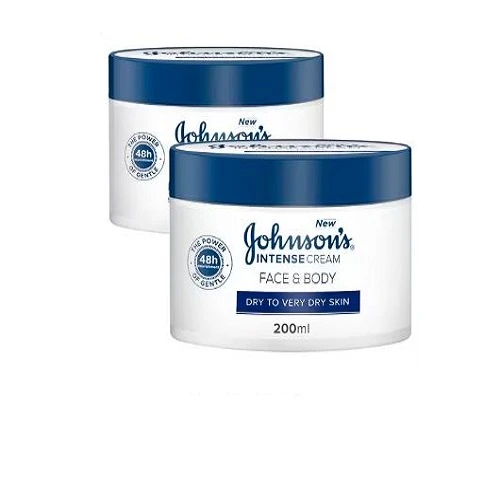 New
Johnson's
THE POWER
48h
OF GENTLE
New
Johnson's®
INTENSE CREAM
FACE & BODY
DRY TO VERY DRY SKIN
200ml
THE POWER
48h
OF GENTLE